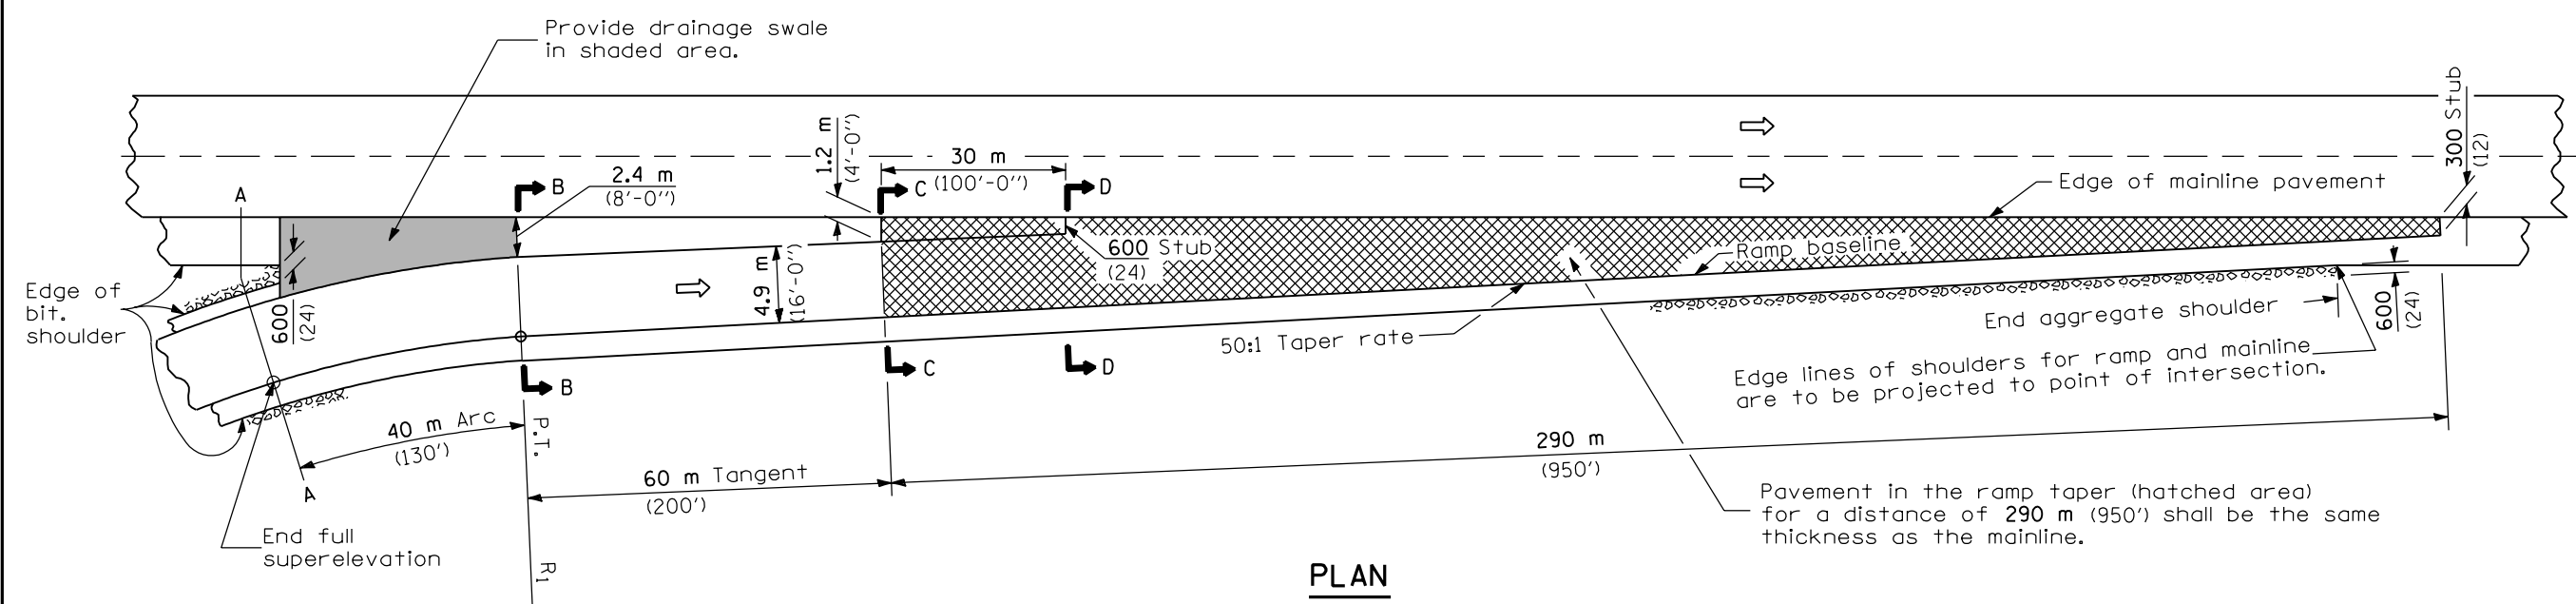 Provide drainage swale
in shaded area.
300 Stub
(12)
1.2 m
(4'-0'')
30 m
(100'-0'')
2.4 m
(8'-0'')
B
C
D
A
Edge of mainline pavement
600 Stub
(24)
Ramp baseline
4.9 m
(16'-0'')
Edge of
bit.
shoulder
600
(24)
50:1 Taper rate
End aggregate shoulder
600
(24)
Edge lines of shoulders for ramp and mainline
are to be projected to point of intersection.
B
C
D
40 m Arc
(130')
P.T.
A
60 m Tangent
(200')
290 m
(950')
End full
superelevation
R1
Pavement in the ramp taper (hatched area)
for a distance of 290 m (950') shall be the same
thickness as the mainline.
PLAN